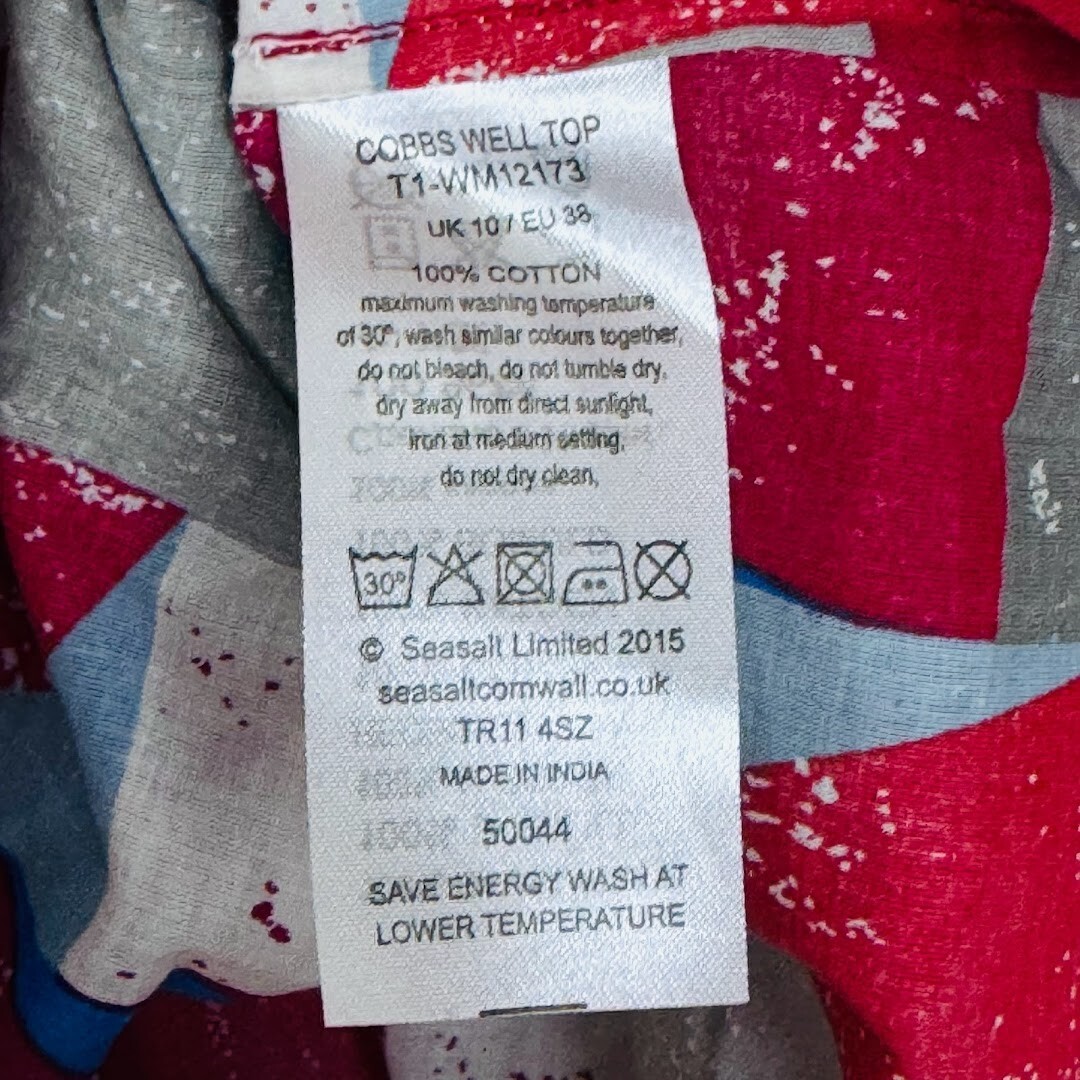 COBBS WELL TOP
T1-WM12173
UK 10 / EU 38
100% COTTON
maximum washing temperature
of 30°, wash similar colours together,
do not bleach, do not tumble dry,
dry away from direct sunlight,
iron at medium setting,
do not dry clean,
30°
© Seasalt Limited 2015
seasaltcornwall.co.uk
TR11 4SZ
MADE IN INDIA
50044
SAVE ENERGY WASH AT
LOWER TEMPERATURE